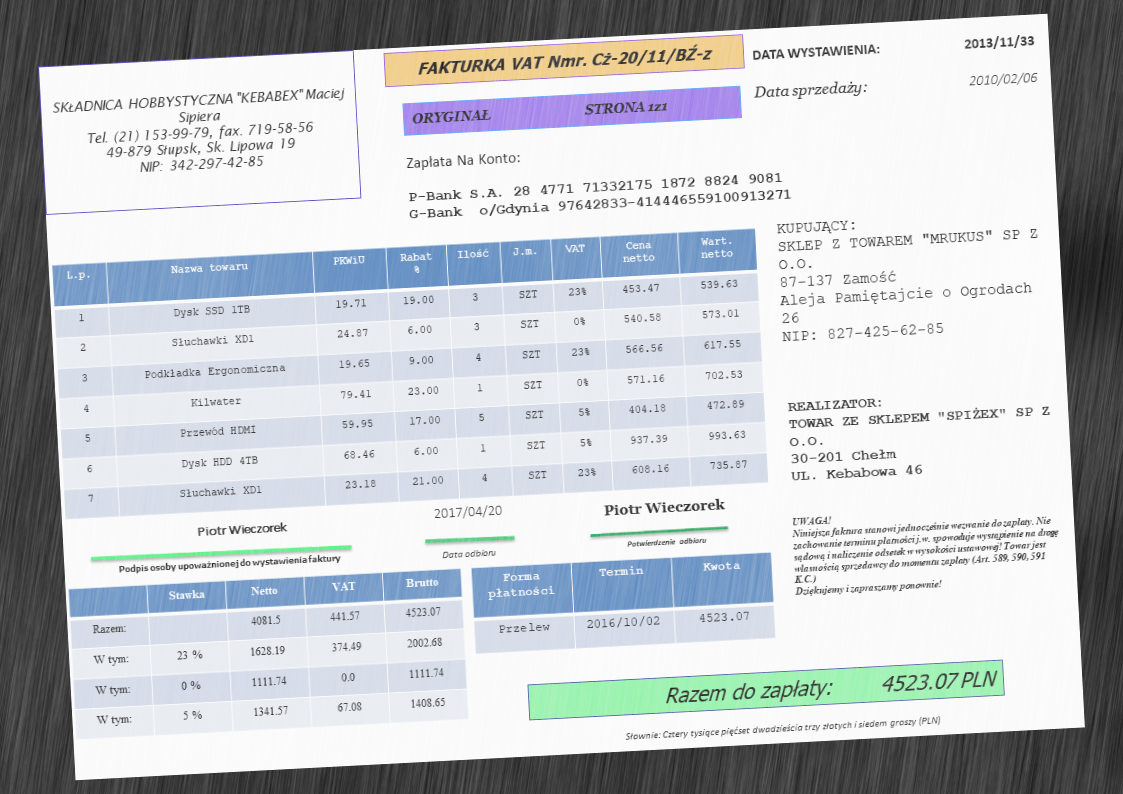 SKŁADNICA HOBBYSTYCZNA "KEBABEX" Maciej
Sipiera
Tel. (21) 153-99-79, fax. 719-58-56
49-879 Słupsk, Sk. Lipowa 19
NIP: 342-297-42-85
FAKTURKA VAT Nmr. Cż-20/11/BŹ-z
ORYGINAŁ STRONA 1z1
DATA WYSTAWIENIA: 2013/11/33
Data sprzedaży: 2010/02/06
Zapłata Na Konto:
P-Bank S.A. 28 4771 71332175 1872 8824 9081
G-Bank o/Gdynia 97642833-414446559100913271
KUPUJĄCY:
SKLEP Z TOWAREM "MRUKUS" SP Z
O.O.
87-137 Zamość
Aleja Pamiętajcie o Ogrodach
26
NIP: 827-425-62-85
REALIZATOR:
TOWAR ZE SKLEPEM "SPIŻEX" SP Z
O.O.
30-201 Chełm
UL. Kebabowa 46
L.p. Nazwa towaru PKWiU Rabat % Ilość J.m. VAT Cena netto Wart. netto
1 Dysk SSD 1TB 19.71 19.00 3 SZT 23% 453.47 539.63
2 Słuchawki XD1 24.87 6.00 3 SZT 0% 540.58 573.01
3 Podkładka Ergonomiczna 19.65 9.00 4 SZT 23% 566.56 617.55
4 Kilwater 79.41 23.00 1 SZT 0% 571.16 702.53
5 Przewód HDMI 59.95 17.00 5 SZT 5% 404.18 472.89
6 Dysk HDD 4TB 68.46 6.00 1 SZT 5% 937.39 993.63
7 Słuchawki XD1 23.18 21.00 4 SZT 23% 608.16 735.87
Piotr Wieczorek
Podpis osoby upoważnionej do wystawienia faktury
2017/04/20
Data odbioru
Piotr Wieczorek
Potwierdzenie odbioru
UWAGA!
Niniejsza faktura stanowi jednocześnie wezwanie do zapłaty. Nie
zachowanie terminu płamości j.w. spowoduje wystąpienie na drogę
sądową i naliczenie odsetek w wysokości ustawowej! Towar jest
własnością sprzedawcy do momentu zapłaty (Art. 589, 590, 591
K.C.)
Dziękujemy i zapraszamy ponownie!
Stawka Netto VAT Brutto
Razem: 4081.5 441.57 4523.07
W tym: 23 % 1628.19 374.49 2002.68
W tym: 0 % 1111.74 0.0 1111.74
W tym: 5 % 1341.57 67.08 1408.65
Forma płatności Termin Kwota
Przelew 2016/10/02 4523.07
Razem do zapłaty: 4523.07 PLN
Słownie: Cztery tysiące pięćset dwadzieścia trzy złotych i siedem groszy (PLN)